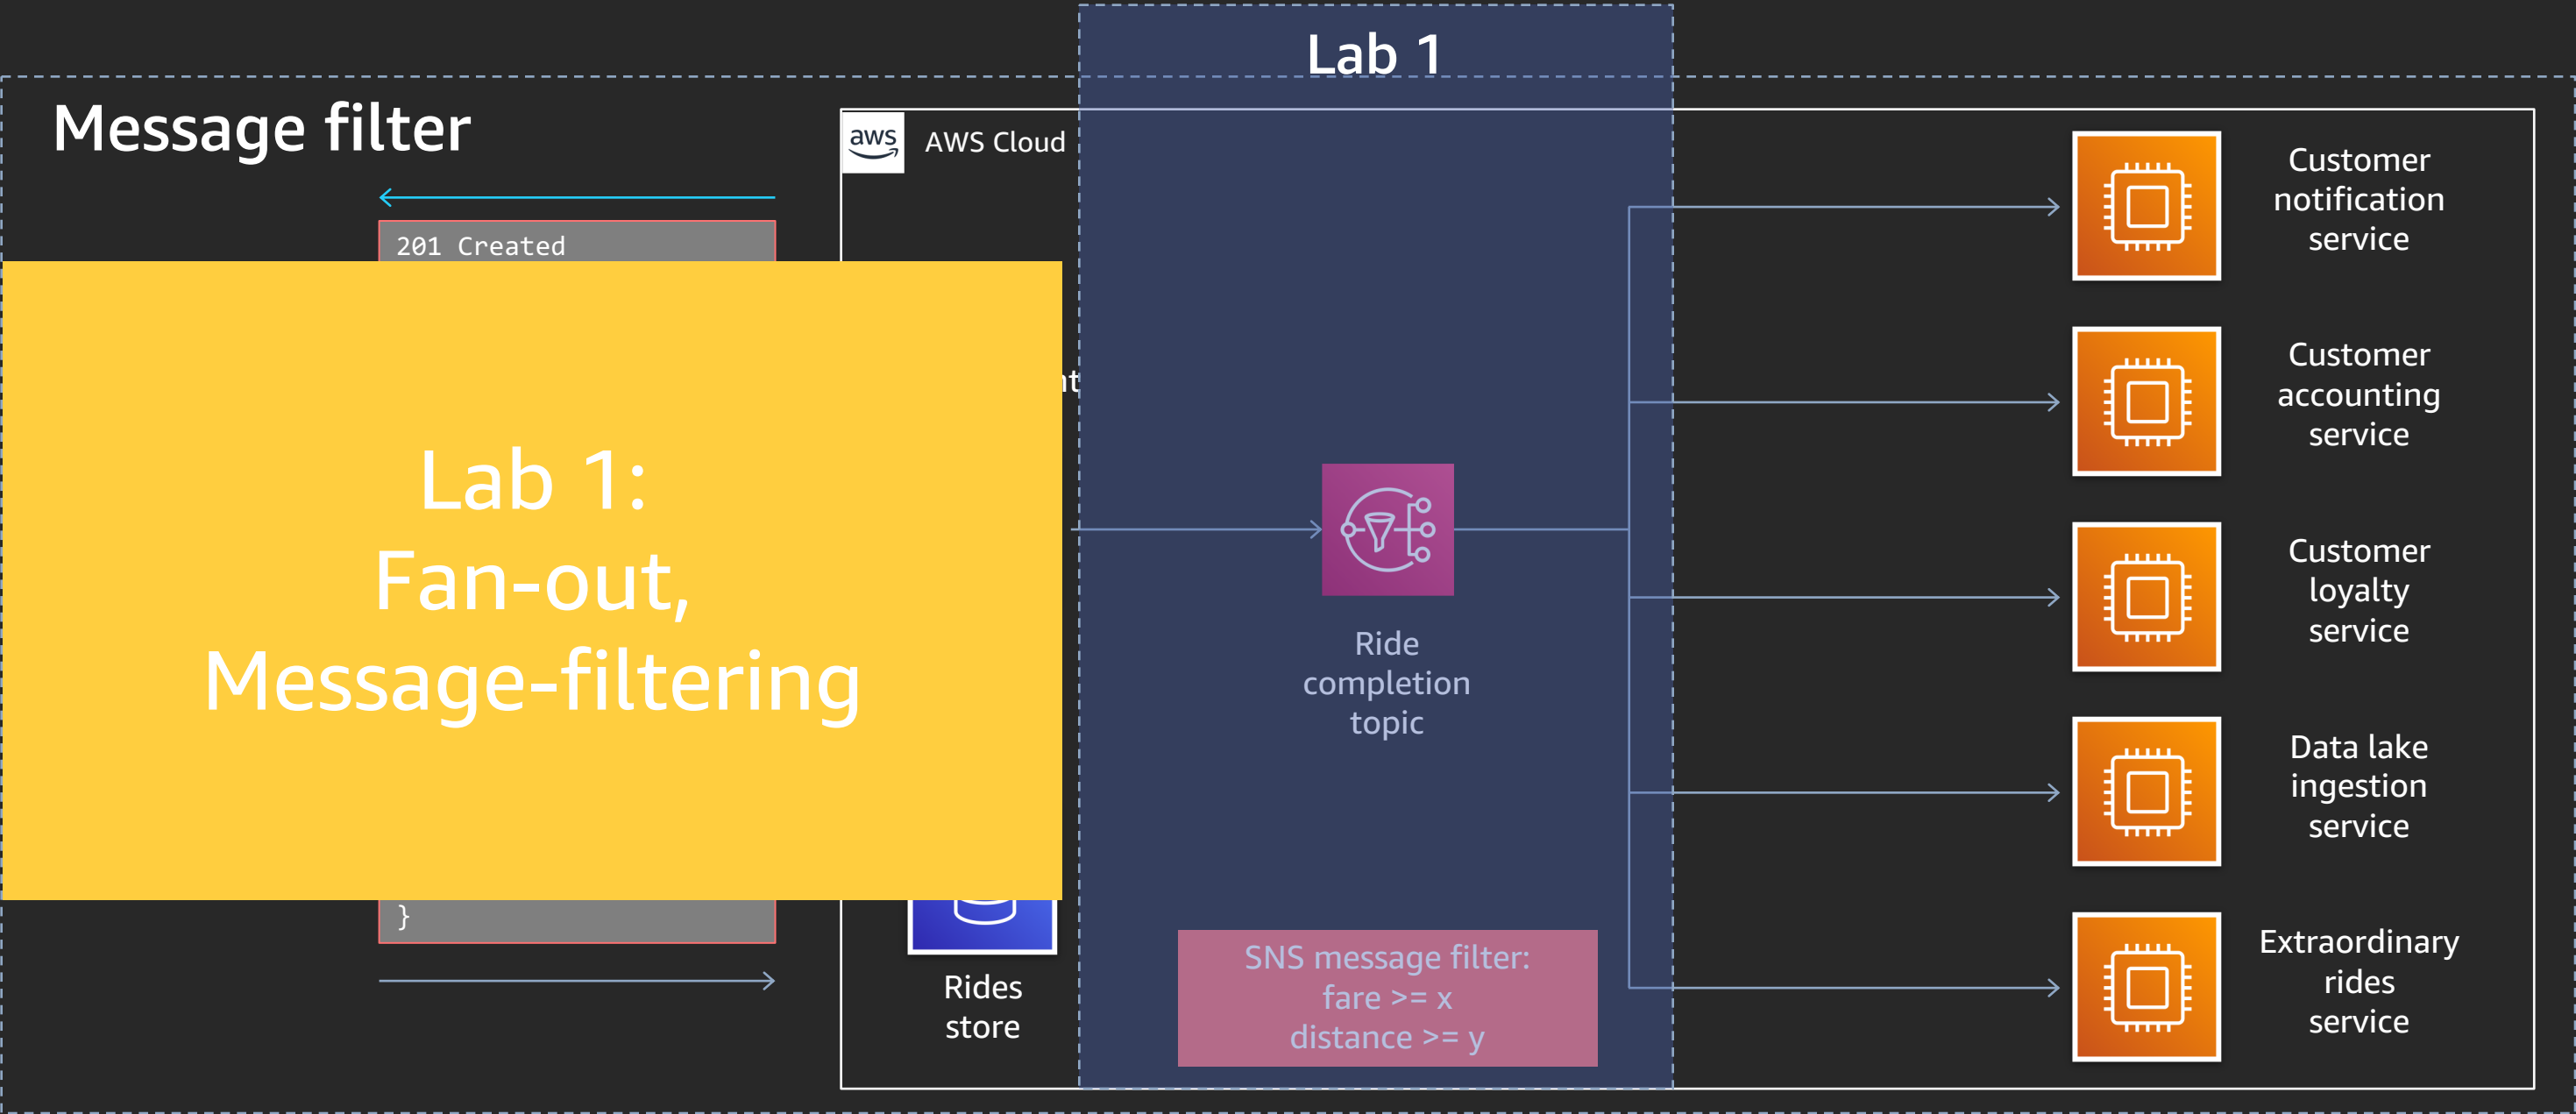 Lab 1
Message filter
aws
AWS Cloud
201 Created
Lab 1:
Fan-out,
Message-filtering
}
Rides
store
Ride
completion
topic
SNS message filter:
fare >= x
distance >= y
Customer
notification
service
Customer
accounting
service
Customer
loyalty
service
Data lake
ingestion
service
Extraordinary
rides
service